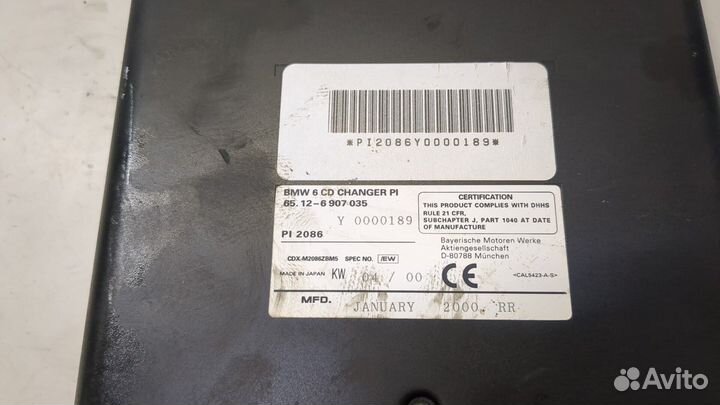 *PI2086Y0000189*
BMW 6 CD CHANGER PI
65.12-6 907 035
Y 0000189
PI 2086
CDX-M2086ZBM5 SPEC NO. /EW
MADE IN JAPAN KW 04 / 00
MFD. JANUARY 2000 RR
CERTIFICATION
THIS PRODUCT COMPLIES WITH DHHS
RULE 21 CFR,
SUBCHAPTER J, PART 1040 AT DATE
OF MANUFACTURE
Bayerische Motoren Werke
Aktiengesellschaft
D-80788 München
CE
<CAL5423-A-S>
Avito